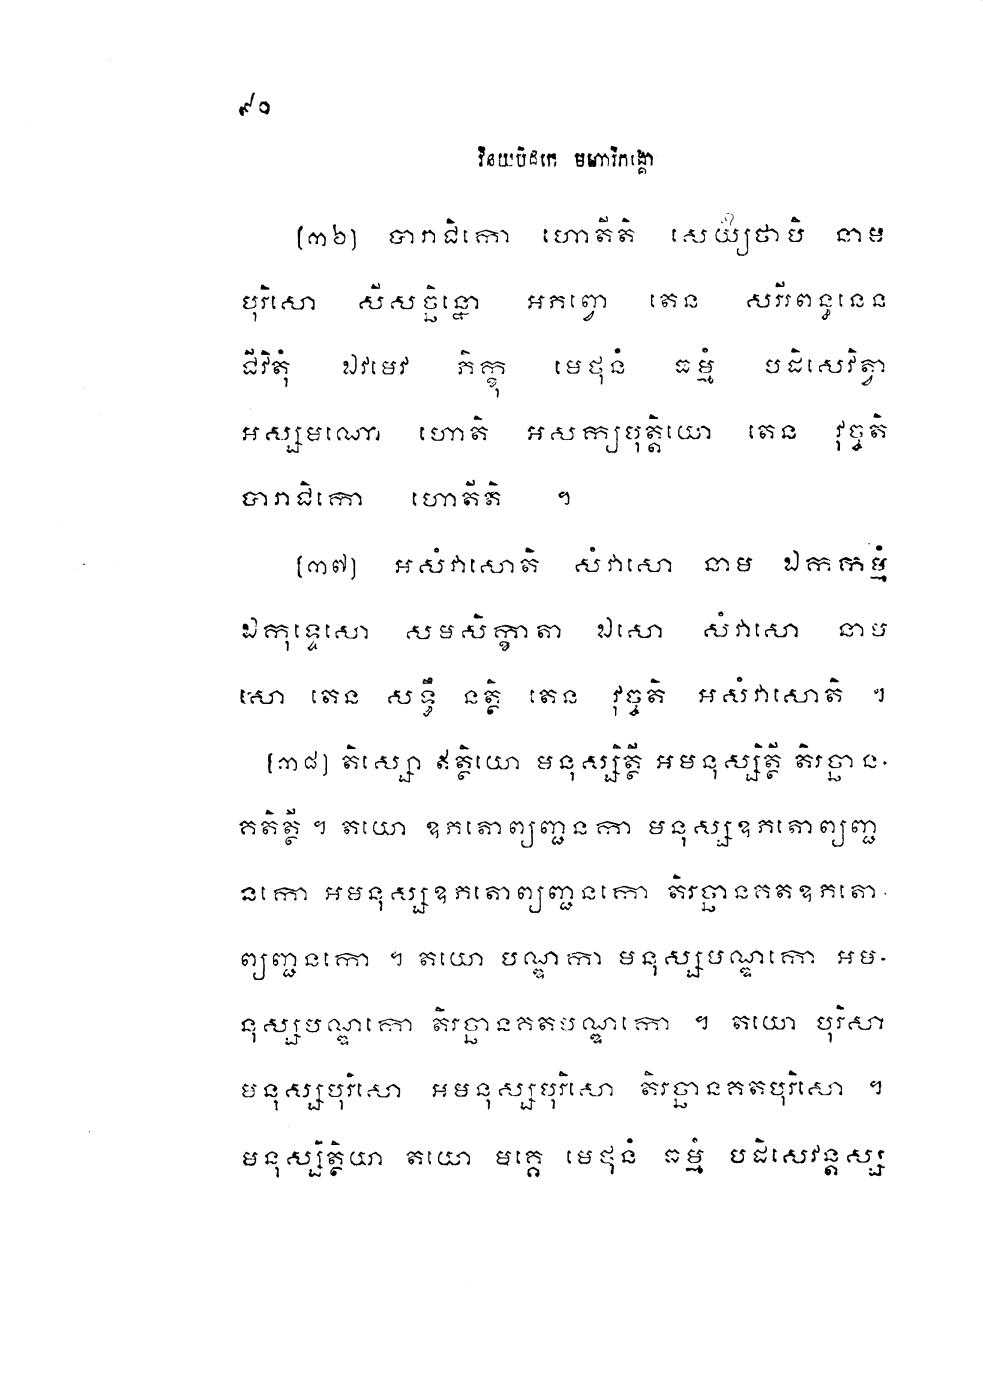 ៩០
វិនយបិដកេ មហាវិភង្គោ
(៣៦) បារាជិកោ ហោតីតិ សេយ្យថាបិ នាម
បុរិសោ សីសច្ឆិន្នោ អភព្វោ តេន សរីរពន្ធនេន
ជីវិតុំ ឯវមេវ ភិក្ខុ មេថុនំ ធម្មំ បដិសេវិត្វា
អស្សមណោ ហោតិ អសក្យបុត្តិយោ តេន វុច្ចតិ
បារាជិកោ ហោតីតិ ។
(៣៧) អសំវាសោតិ សំវាសោ នាម ឯកកម្មំ
ឯកុទ្ទេសោ សមសិក្ខាតា ឯសោ សំវាសោ នាម
សោ តេន សទ្ធឹ នត្ថិ តេន វុច្ចតិ អសំវាសោតិ ។
(៣៨) តិស្សោ ឥត្ថិយោ មនុស្សិត្ថី អមនុស្សិត្ថី តិរច្ឆាន-
គតិត្ថី ។ តយោ ឧភតោព្យញ្ជនកា មនុស្សឧភតោព្យញ្ជ
នកោ អមនុស្សឧភតោព្យញ្ជនកោ តិរច្ឆានគតឧភតោ-
ព្យញ្ជនកោ ។ តយោ បណ្ឌកា មនុស្សបណ្ឌកោ អម-
នុស្សបណ្ឌកោ តិរច្ឆានគតបណ្ឌកោ ។ តយោ បុរិសា
មនុស្សបុរិសោ អមនុស្សបុរិសោ តិរច្ឆានគតបុរិសោ ។
មនុស្សិត្ថិយា តយោ មគ្គេ មេថុនំ ធម្មំ បដិសេវន្តស្ស